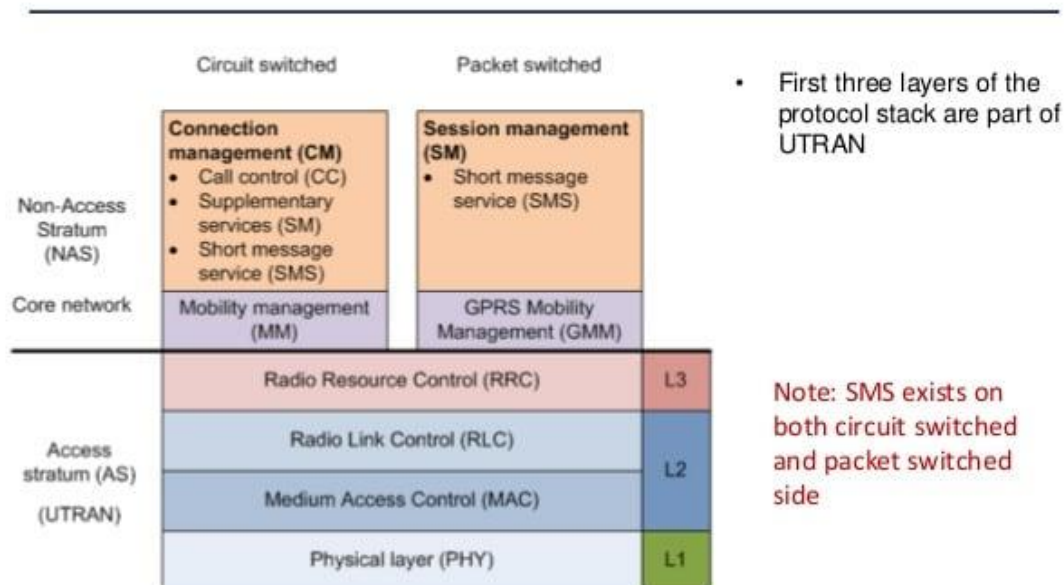 Circuit switched
Packet switched
Connection
management (CM)
• Call control (CC)
• Supplementary
services (SM)
• Short message
service (SMS)
Session management
(SM)
• Short message
service (SMS)
Non-Access
Stratum
(NAS)
Core network
Mobility management
(MM)
GPRS Mobility
Management (GMM)
Radio Resource Control (RRC)
L3
Radio Link Control (RLC)
L2
Medium Access Control (MAC)
Access
stratum (AS)
(UTRAN)
Physical layer (PHY)
L1
• First three layers of the
protocol stack are part of
UTRAN
Note: SMS exists on
both circuit switched
and packet switched
side